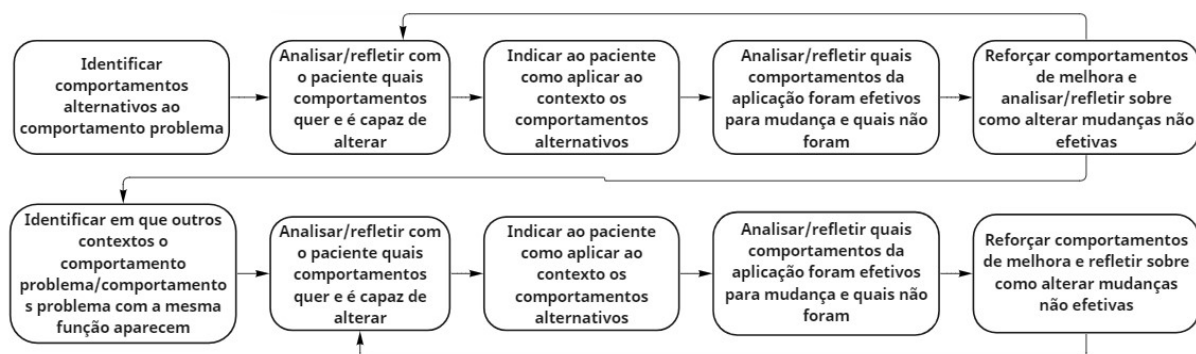 Identificar
comportamentos
alternativos ao
comportamento problema
Analisar/refletir com
o paciente quais
comportamentos
quer e é capaz de
alterar
Indicar ao paciente
como aplicar ao
contexto os
comportamentos
alternativos
Analisar/refletir quais
comportamentos da
aplicação foram efetivos
para mudança e quais não
foram
Reforçar comportamentos
de melhora e
analisar/refletir sobre
como alterar mudanças não
efetivas
Identificar em que outros
contextos o
comportamento
problema/comportamento
s problema com a mesma
função aparecem
Analisar/refletir com
o paciente quais
comportamentos
quer e é capaz de
alterar
Indicar ao paciente
como aplicar ao
contexto os
comportamentos
alternativos
Analisar/refletir quais
comportamentos da
aplicação foram efetivos
para mudança e quais não
foram
Reforçar comportamentos
de melhora e refletir sobre
como alterar mudanças
não efetivas